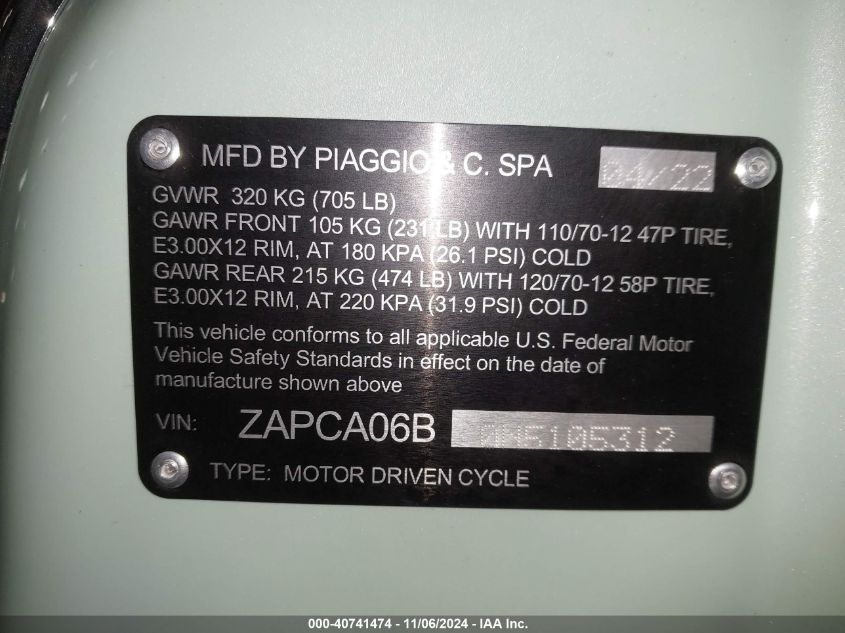 MFD BY PIAGGIO & C. SPA 04/22
GVWR 320 KG (705 LB)
GAWR FRONT 105 KG (231 LB) WITH 110/70-12 47P TIRE,
E3.00X12 RIM, AT 180 KPA (26.1 PSI) COLD
GAWR REAR 215 KG (474 LB) WITH 120/70-12 58P TIRE,
E3.00X12 RIM, AT 220 KPA (31.9 PSI) COLD
This vehicle conforms to all applicable U.S. Federal Motor
Vehicle Safety Standards in effect on the date of
manufacture shown above
VIN: ZAPCA06B
TYPE: MOTOR DRIVEN CYCLE
000-40741474 - 11/06/2024 - IAA Inc.